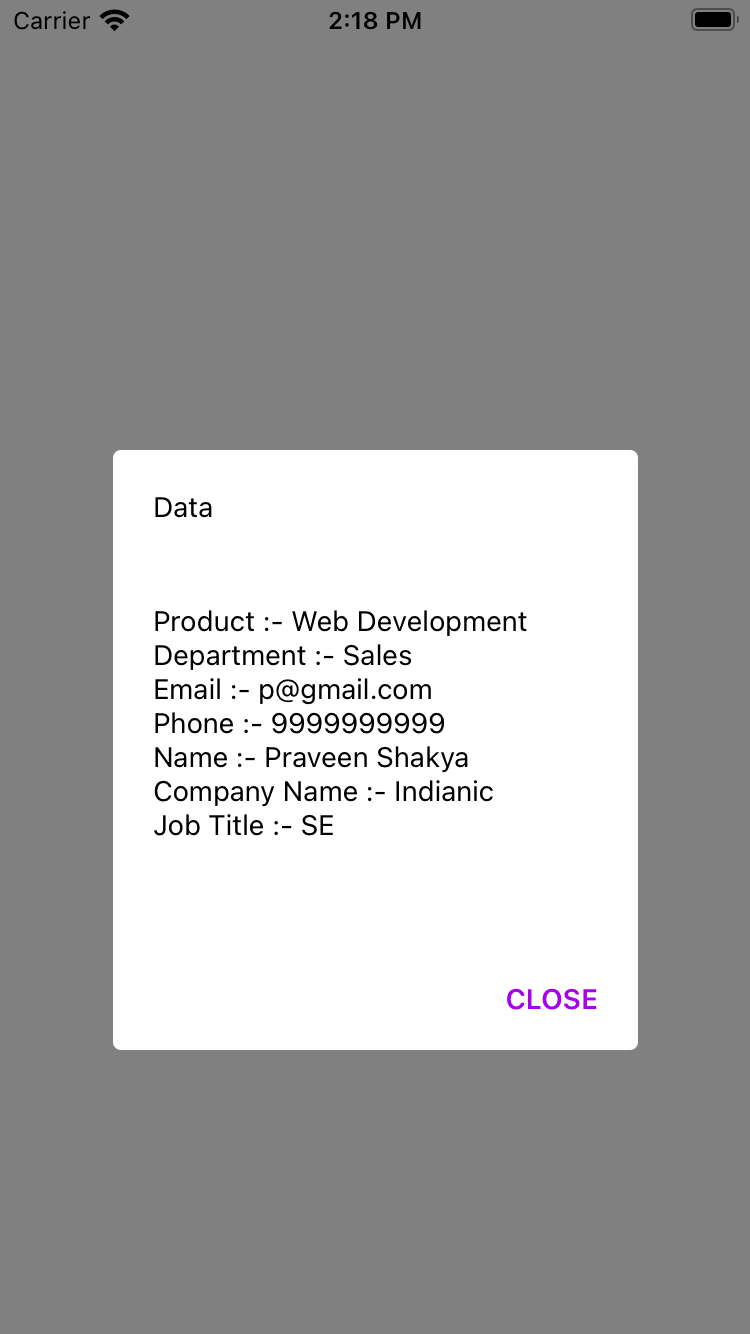 Carrier 2:18 PM
Data
Product :- Web Development
Department :- Sales
Email :- p@gmail.com
Phone :- 9999999999
Name :- Praveen Shakya
Company Name :- Indianic
Job Title :- SE
CLOSE